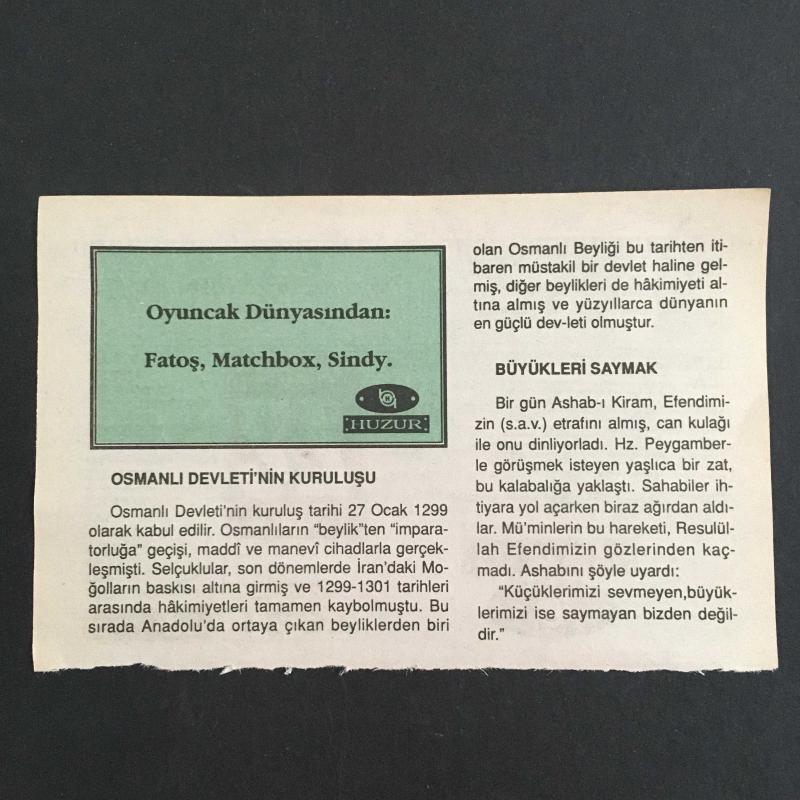 Oyuncak Dünyasından:
Fatoş, Matchbox, Sindy.
HUZUR
OSMANLI DEVLETİ'NİN KURULUŞU
Osmanlı Devleti'nin kuruluş tarihi 27 Ocak 1299
olarak kabul edilir. Osmanlıların "beylik"ten "impara-
torluğa" geçişi, maddî ve manevî cihadlarla gerçek-
leşmişti. Selçuklular, son dönemlerde İran'daki Mo-
ğolların baskısı altına girmiş ve 1299-1301 tarihleri
arasında hâkimiyetleri tamamen kaybolmuştu. Bu
sırada Anadolu'da ortaya çıkan beyliklerden biri
olan Osmanlı Beyliği bu tarihten iti-
baren müstakil bir devlet haline gel-
miş, diğer beylikleri de hâkimiyeti al-
tına almış ve yüzyıllarca dünyanın
en güçlü dev-leti olmuştur.
BÜYÜKLERİ SAYMAK
Bir gün Ashab-ı Kiram, Efendimi-
zin (s.a.v.) etrafını almış, can kulağı
ile onu dinliyorladı. Hz. Peygamber-
le görüşmek isteyen yaşlıca bir zat,
bu kalabalığa yaklaştı. Sahabiler ih-
tiyara yol açarken biraz ağırdan aldı-
lar. Mü'minlerin bu hareketi, Resulül-
lah Efendimizin gözlerinden kaç-
madı. Ashabını şöyle uyardı:
"Küçüklerimizi sevmeyen,büyük-
lerimizi ise saymayan bizden değil-
dir."